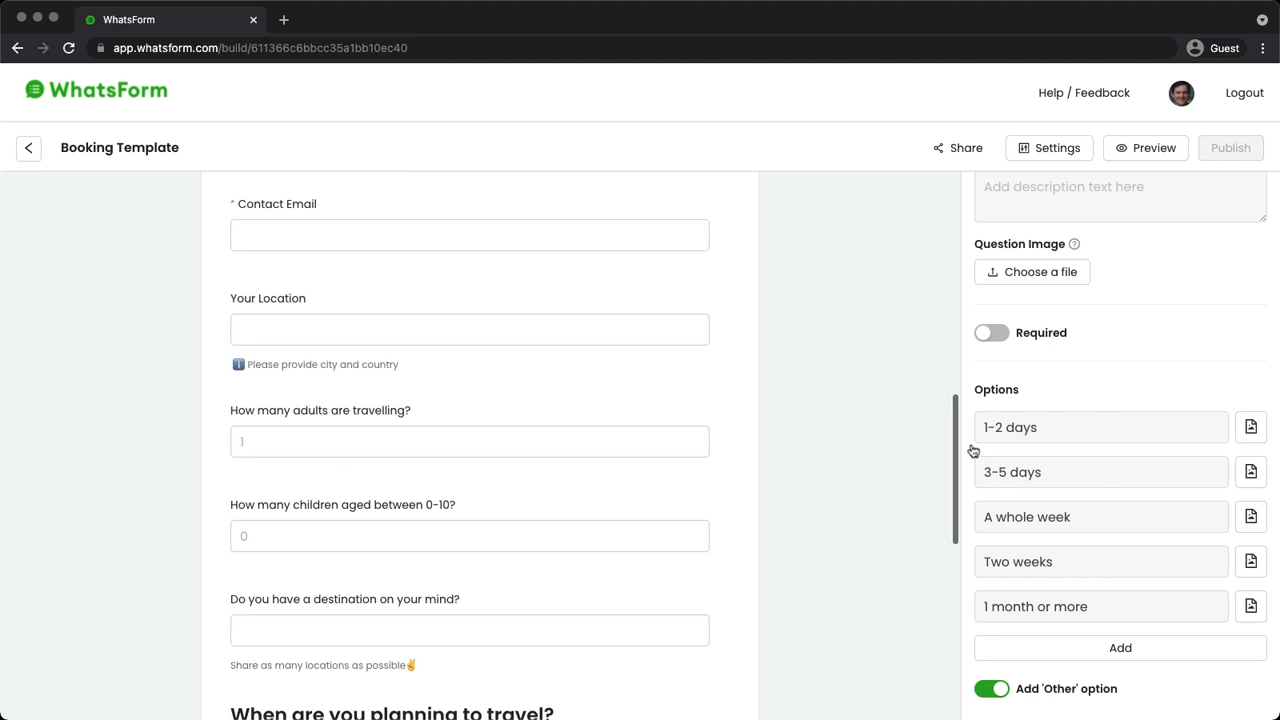 WhatsForm
app.whatsform.com/build/611366c6bbcc35a1bb10ec40
Guest
WhatsForm
Help / Feedback
Logout
Booking Template
Share
Settings
Preview
Publish
* Contact Email
Your Location
Please provide city and country
How many adults are travelling?
1
How many children aged between 0-10?
0
Do you have a destination on your mind?
Share as many locations as possible✌
When are you planning to travel?
Add description text here
Question Image
Choose a file
Required
Options
1-2 days
3-5 days
A whole week
Two weeks
1 month or more
Add
Add 'Other' option